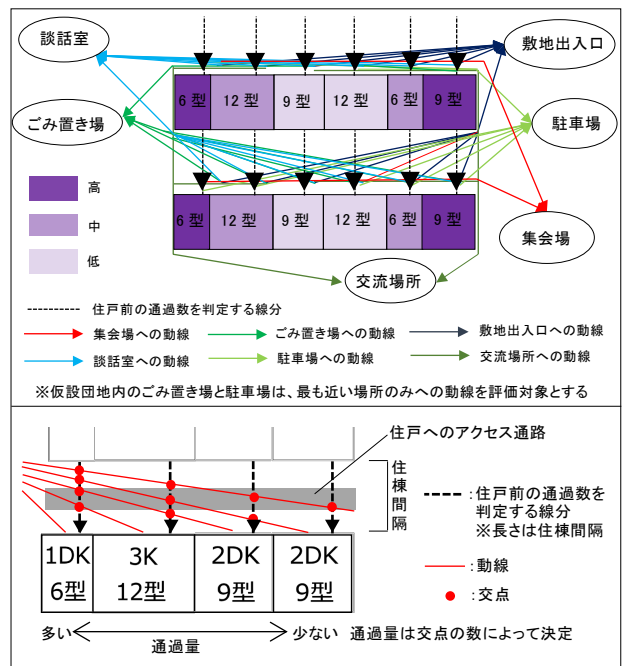 談話室
敷地出入口
6型 12型 9型 12型 6型 9型
ごみ置き場
駐車場
高
中
低
6型 12型 9型 12型 6型 9型
集会場
交流場所
住戸前の通過数を判定する線分
集会場への動線 ごみ置き場への動線 敷地出入口への動線
談話室への動線 駐車場への動線 交流場所への動線
※仮設団地内のごみ置き場と駐車場は、最も近い場所のみへの動線を評価対象とする
住戸へのアクセス通路
住棟間隔
:住戸前の通過数を
判定する線分
※長さは住棟間隔
1DK 3K 2DK 2DK
6型 12型 9型 9型
:動線
:交点
多い 少ない 通過量は交点の数によって決定
通過量